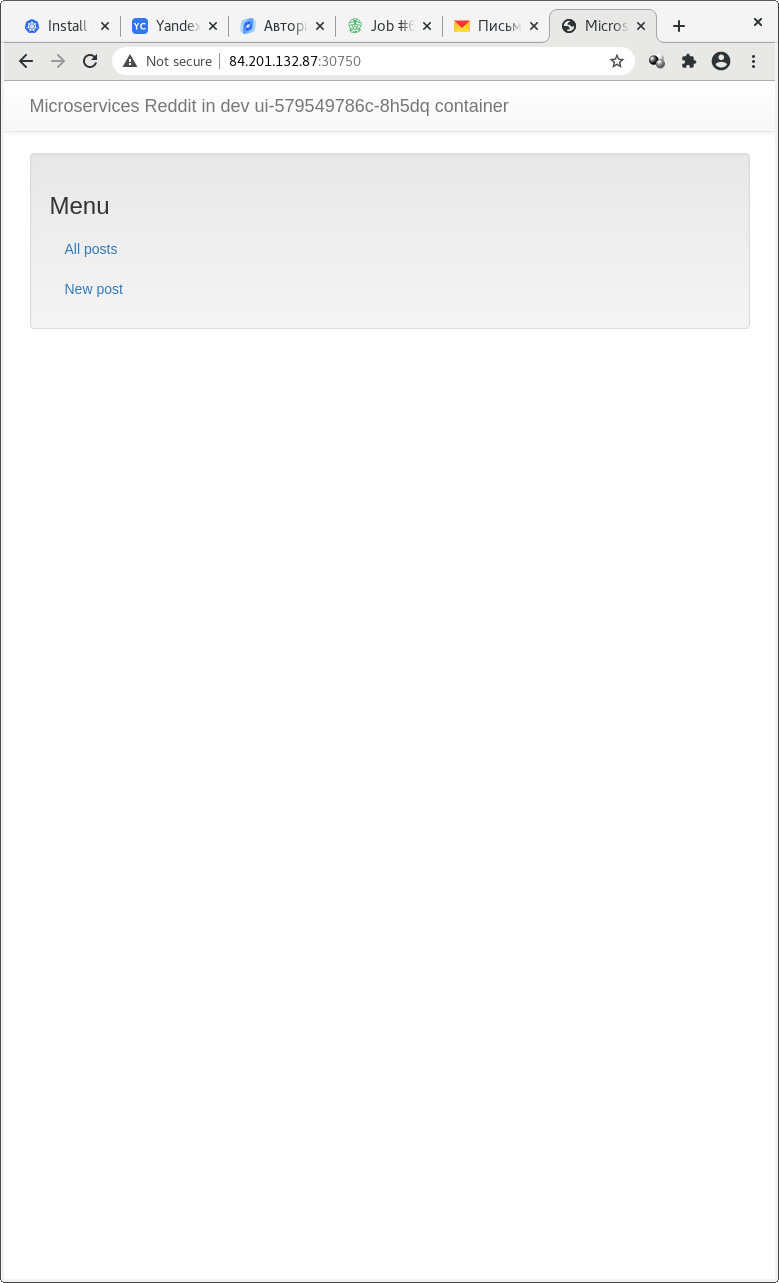 Install
Yandex
Автор
Job #6
Письм
Micros
Not secure
84.201.132.87:30750
Microservices Reddit in dev ui-579549786c-8h5dq container
Menu
All posts
New post